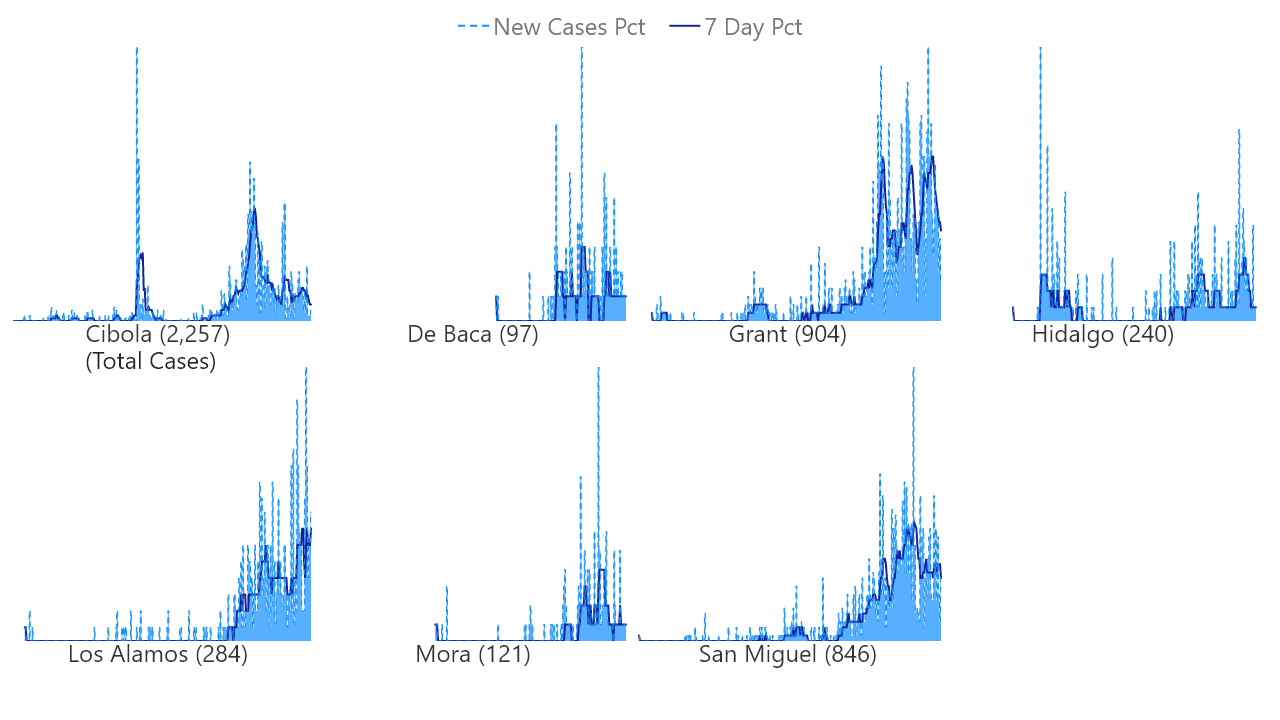 New Cases Pct 7 Day Pct
Cibola (2,257)
(Total Cases)
De Baca (97)
Grant (904)
Hidalgo (240)
Los Alamos (284)
Mora (121)
San Miguel (846)